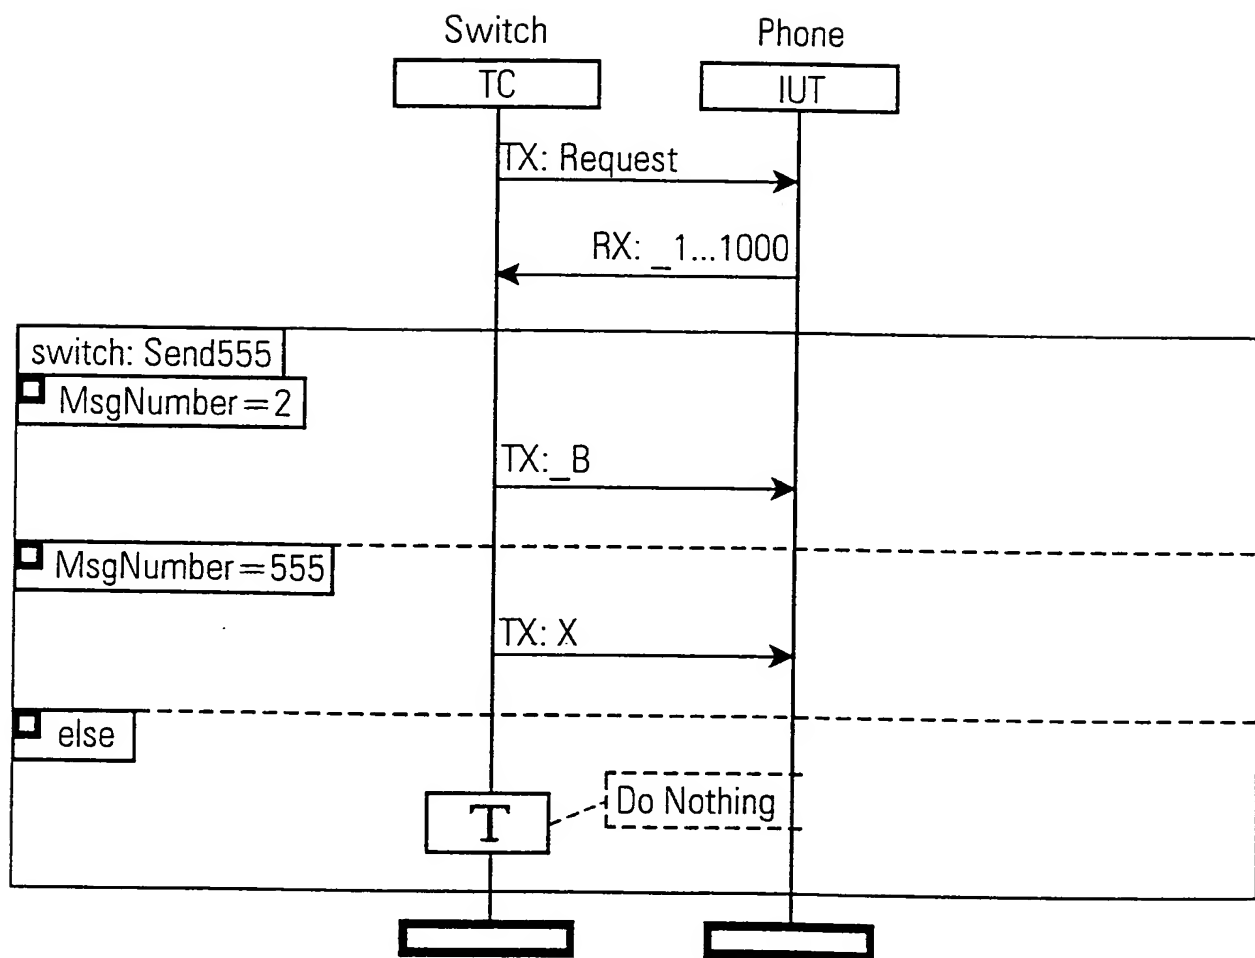 Switch
Phone
TC
IUT
TX: Request
RX: _1...1000
switch: Send555
MsgNumber=2
TX:_B
MsgNumber=555
TX: X
else
Do Nothing
T